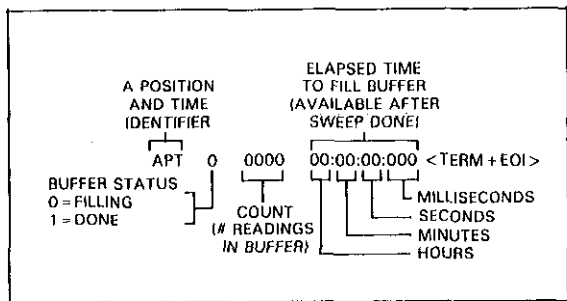 ELAPSED TIME
TO FILL BUFFER
(AVAILABLE AFTER
SWEEP DONE)
A POSITION
AND TIME
IDENTIFIER
APT 0 0000 00:00:00:000 <TERM + EOI>
BUFFER STATUS
0 = FILLING
1 = DONE
COUNT
(# READINGS
IN BUFFER)
MILLISECONDS
SECONDS
MINUTES
HOURS